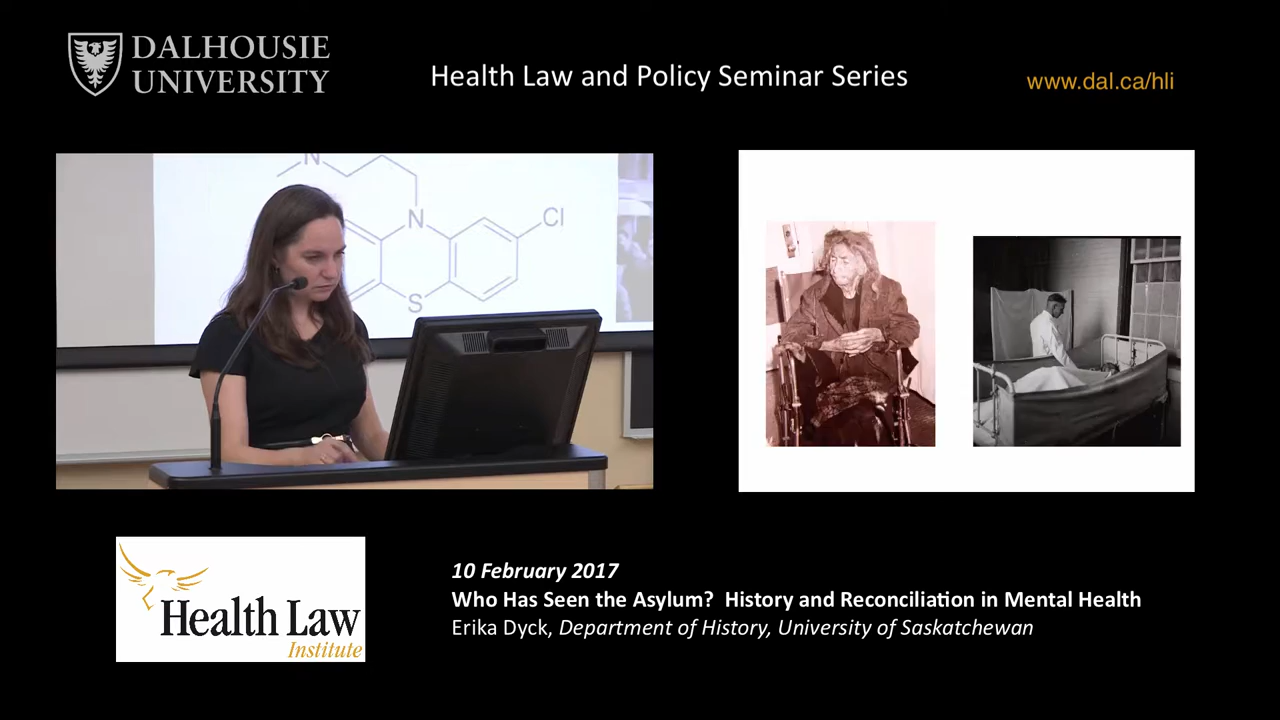 DALHOUSIE
UNIVERSITY
Health Law and Policy Seminar Series
www.dal.ca/hli
N
N
Cl
S
Health Law
Institute
10 February 2017
Who Has Seen the Asylum? History and Reconciliation in Mental Health
Erika Dyck, Department of History, University of Saskatchewan